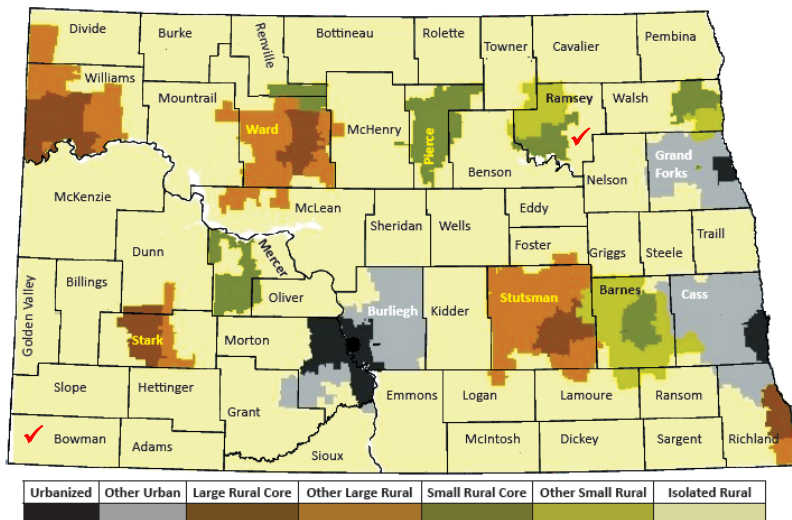 Divide
Burke
Renville
Bottineau
Rolette
Towner
Cavalier
Pembina
Williams
Mountrail
Ward
McHenry
Pierce
Ramsey
Walsh
Benson
Nelson
Grand
Forks
McKenzie
McLean
Sheridan
Wells
Eddy
Foster
Griggs
Steele
Traill
Dunn
Mercer
Oliver
Golden Valley
Billings
Burliegh
Kidder
Stutsman
Barnes
Cass
Stark
Morton
Slope
Hettinger
Grant
Emmons
Logan
Lamoure
Ransom
Bowman
Adams
Sioux
McIntosh
Dickey
Sargent
Richland
Urbanized Other Urban Large Rural Core Other Large Rural Small Rural Core Other Small Rural Isolated Rural